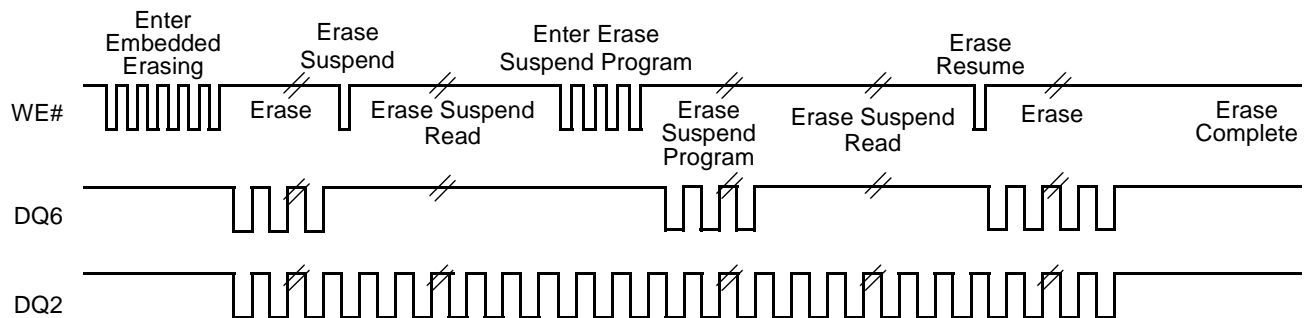 Enter
Embedded
Erasing
Erase
Suspend
Enter Erase
Suspend Program
Erase
Resume
WE#
Erase
Erase Suspend
Read
Erase
Suspend
Program
Erase Suspend
Read
Erase
Erase
Complete
DQ6
DQ2